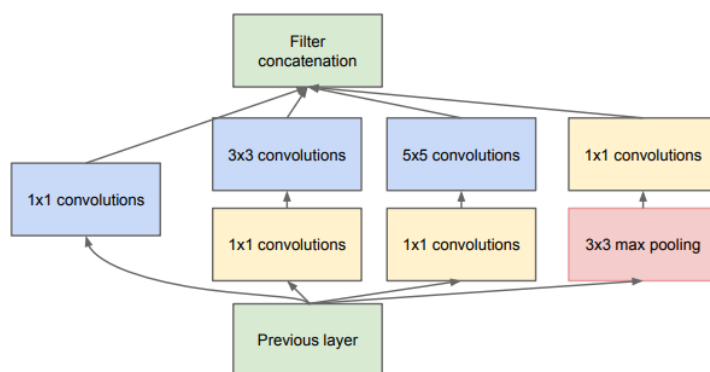 Filter
concatenation
3x3 convolutions
5x5 convolutions
1x1 convolutions
1x1 convolutions
1x1 convolutions
1x1 convolutions
3x3 max pooling
Previous layer